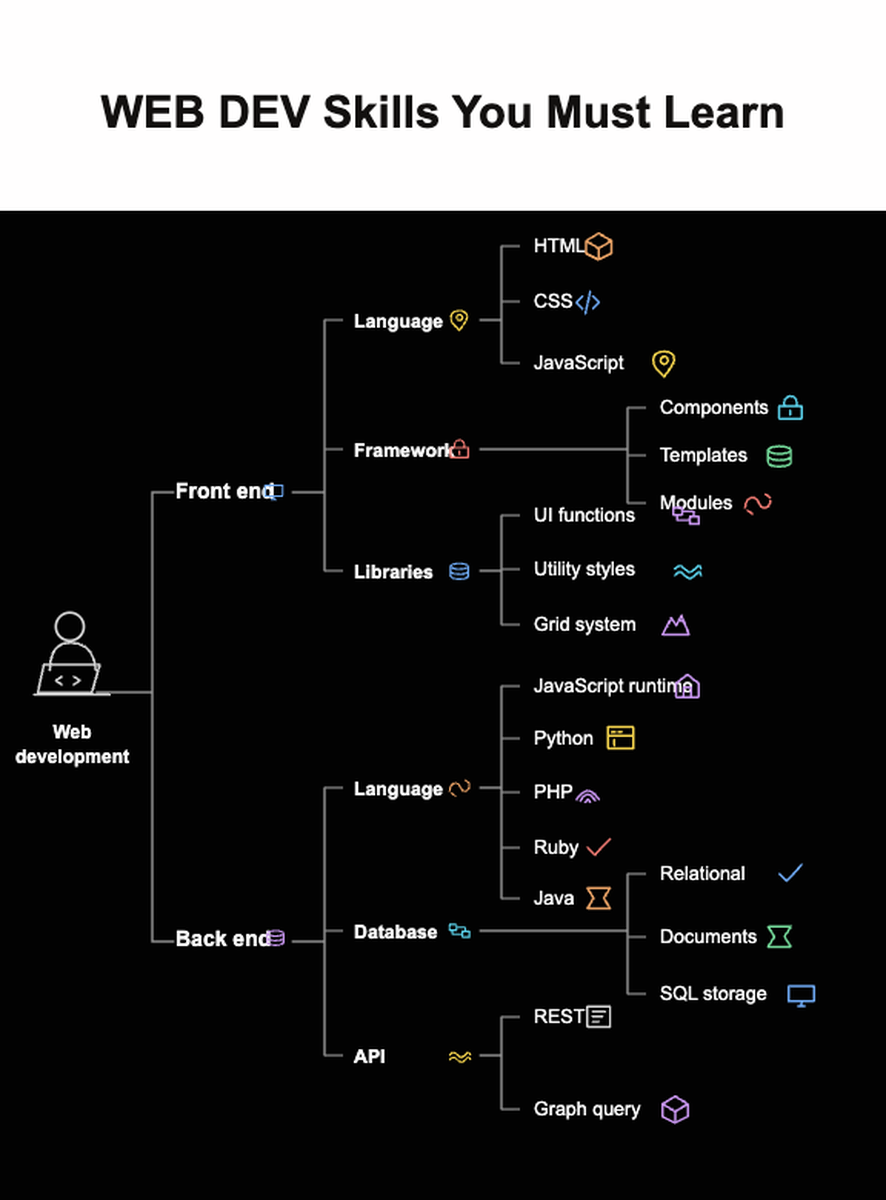 WEB DEV Skills You Must Learn
HTML
CSS
Language
JavaScript
Components
Framework
Templates
Front end
Modules
UI functions
Libraries
Utility styles
Grid system
< >
JavaScript runtime
Web
development
Python
Language
PHP
Ruby
Relational
Java
Database
Documents
Back end
SQL storage
REST
API
Graph query